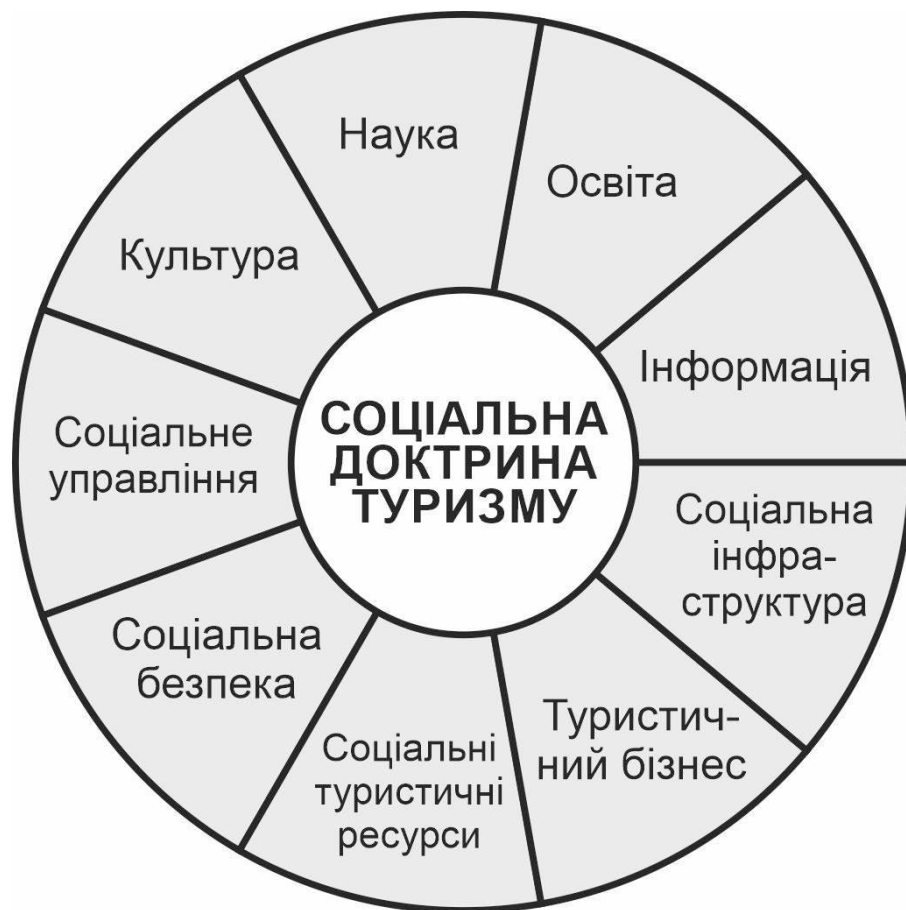 Наука
Освіта
Інформація
Соціальна
інфра-
структура
Туристич-
ний бізнес
Соціальні
туристичні
ресурси
Соціальна
безпека
Соціальне
управління
Культура
СОЦІАЛЬНА
ДОКТРИНА
ТУРИЗМУ